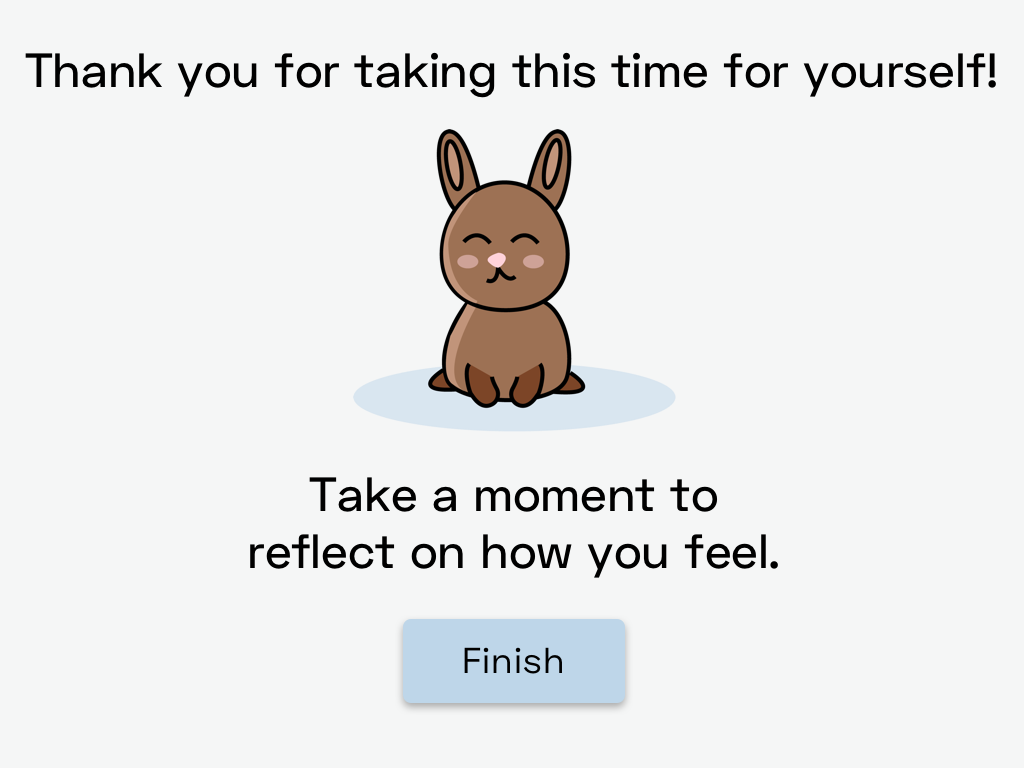 Thank you for taking this time for yourself!
Take a moment to
reflect on how you feel.
Finish